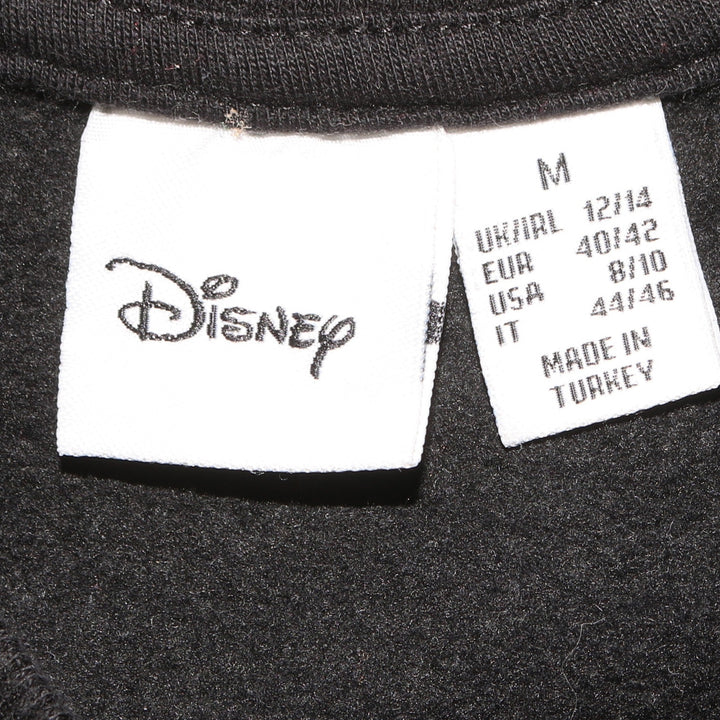 Disney
M
UK/IRL 12/14
EUR 40/42
USA 8/10
IT 44/46
MADE IN
TURKEY